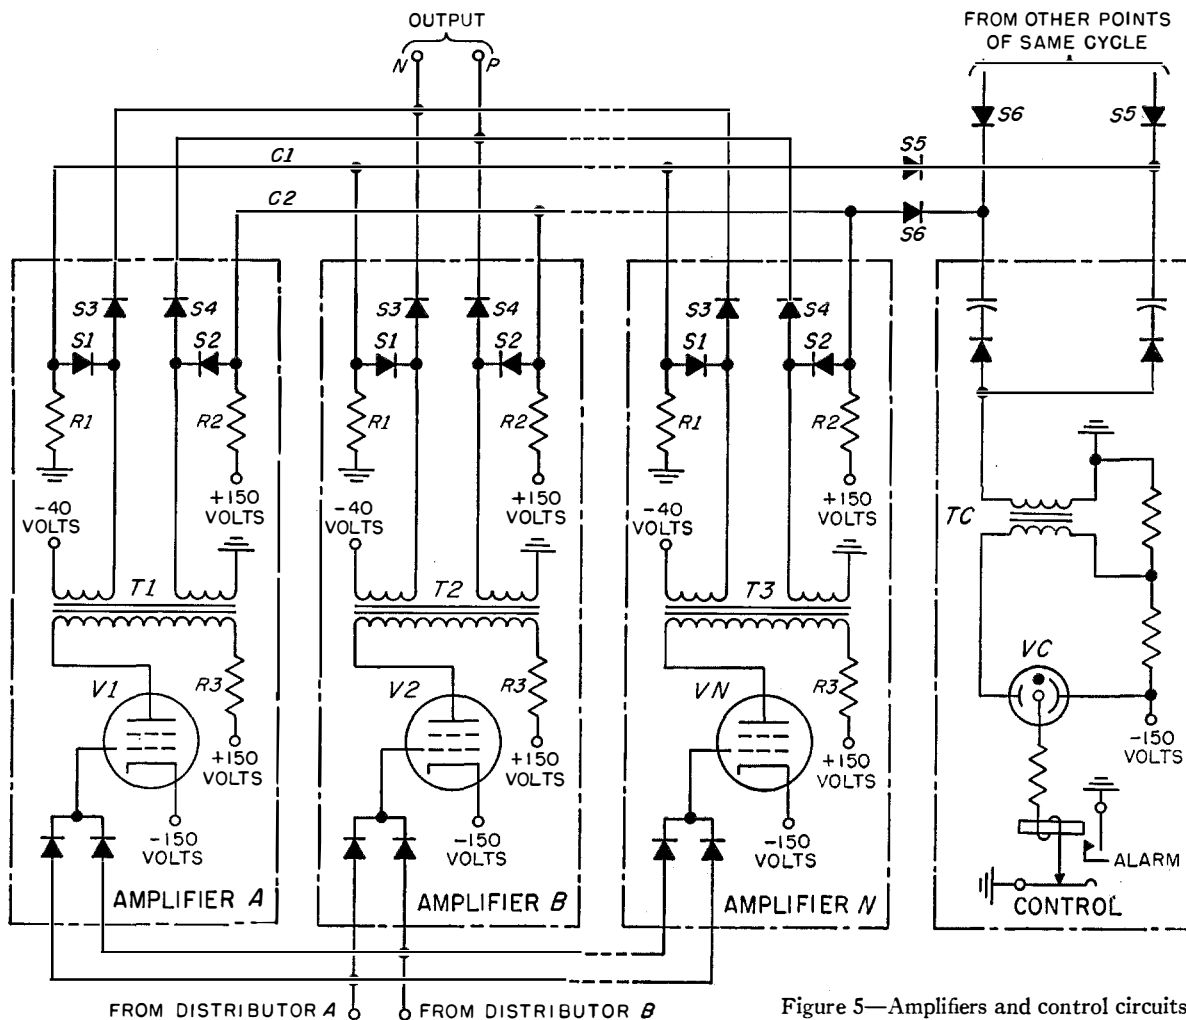 OUTPUT
N P
FROM OTHER POINTS
OF SAME CYCLE
S6 S5
S5
C1
C2
S6
S3 S4 S3 S4 S3 S4
S1 S2 S1 S2 S1 S2
R1 R2 R1 R2 R1 R2
-40
VOLTS
+150
VOLTS
-40
VOLTS
+150
VOLTS
-40
VOLTS
+150
VOLTS
TC
T1 T2 T3
V1 R3 V2 R3 VN R3
VC
+150
VOLTS
+150
VOLTS
+150
VOLTS
-150
VOLTS
-150
VOLTS
-150
VOLTS
-150
VOLTS
ALARM
AMPLIFIER A
AMPLIFIER B
AMPLIFIER N
CONTROL
FROM DISTRIBUTOR A
FROM DISTRIBUTOR B
Figure 5—Amplifiers and control circuits